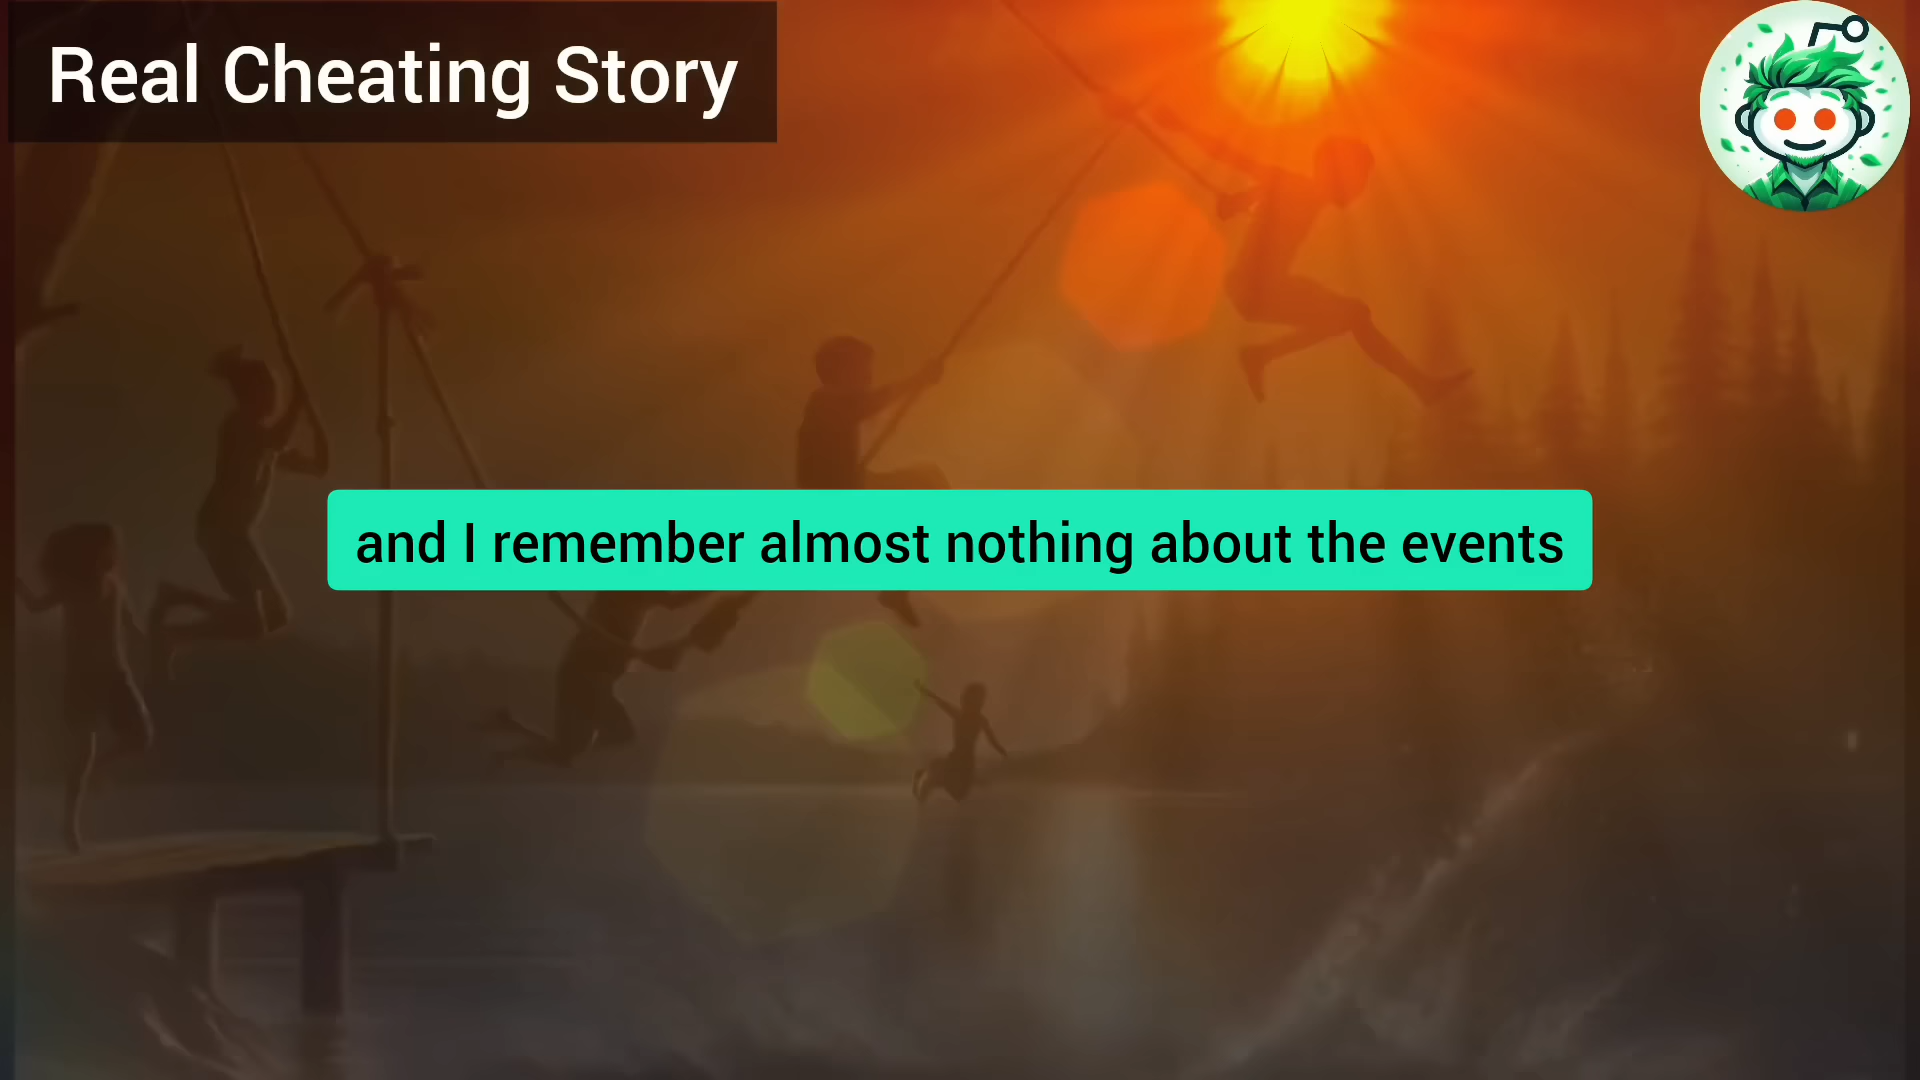 Real Cheating Story
and I remember almost nothing about the events